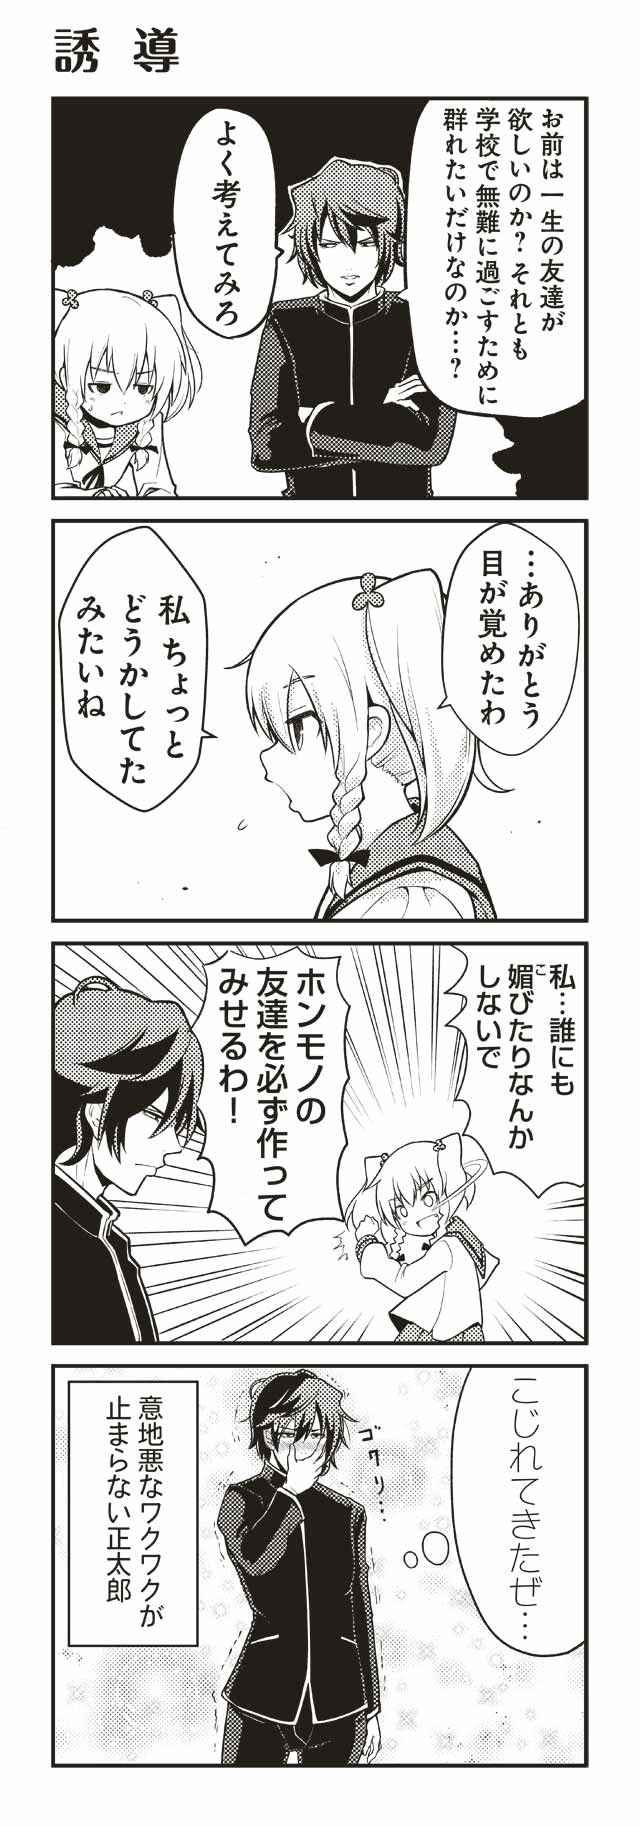 誘導
お前は一生の友達が
欲しいのか？それとも
学校で無難に過ごすために
群れたいだけなのか…？
よく考えてみろ
…ありがとう
目が覚めたわ
私 ちょっと
どうかしてた
みたいね
私…誰にも
媚びたりなんか
こ
しないで
ホンモノの
友達を必ず作って
みせるわ！
こじれてきたぜ…
ゴクリ…
意地悪なワクワクが
止まらない正太郎